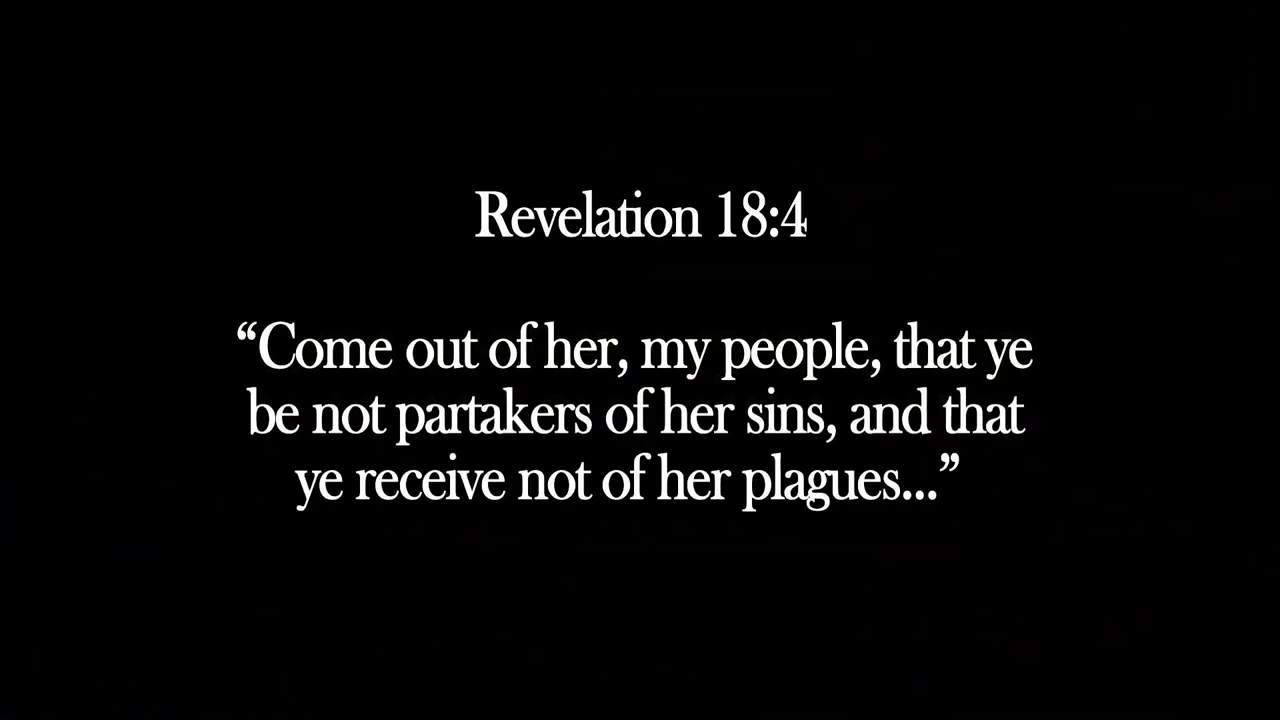 Revelation 18:4
“Come out of her, my people, that ye
be not partakers of her sins, and that
ye receive not of her plagues...”